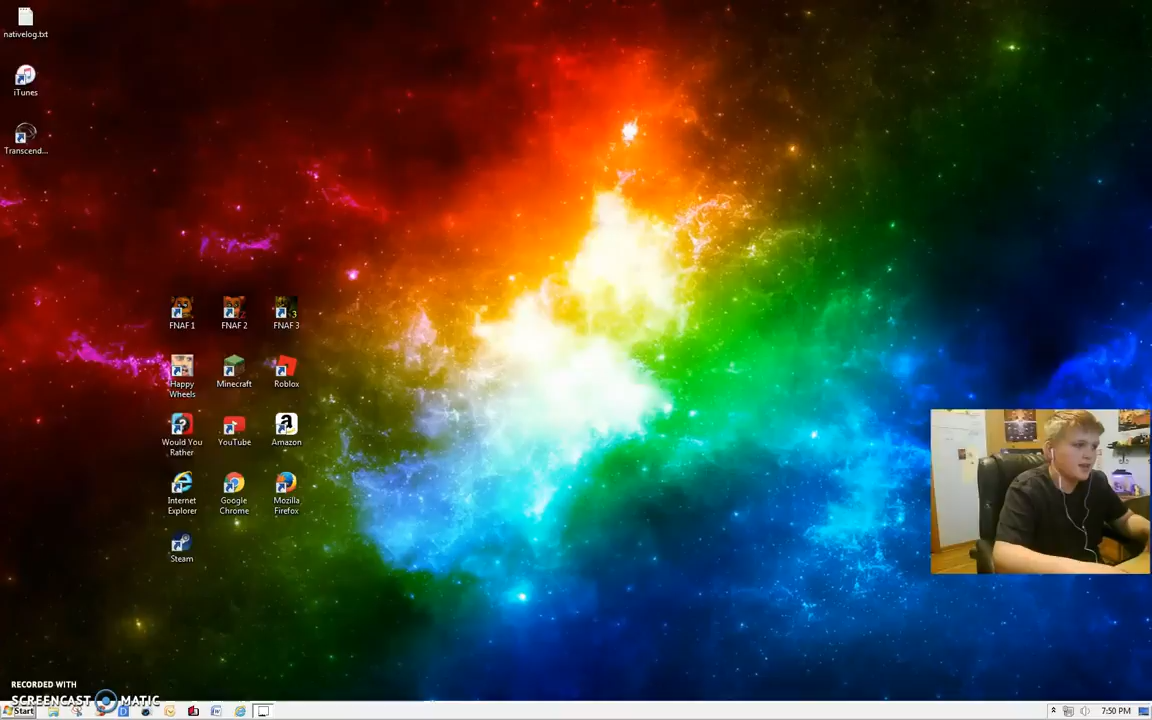 nativelog.txt
iTunes
Transcend...
FNAF 1
FNAF 2
3
FNAF 3
Happy
Wheels
Minecraft
Roblox
Would You
Rather
YouTube
a
Amazon
Internet
Explorer
Google
Chrome
Mozilla
Firefox
Steam
RECORDED WITH
SCREENCAST MATIC
Start
7:50 PM